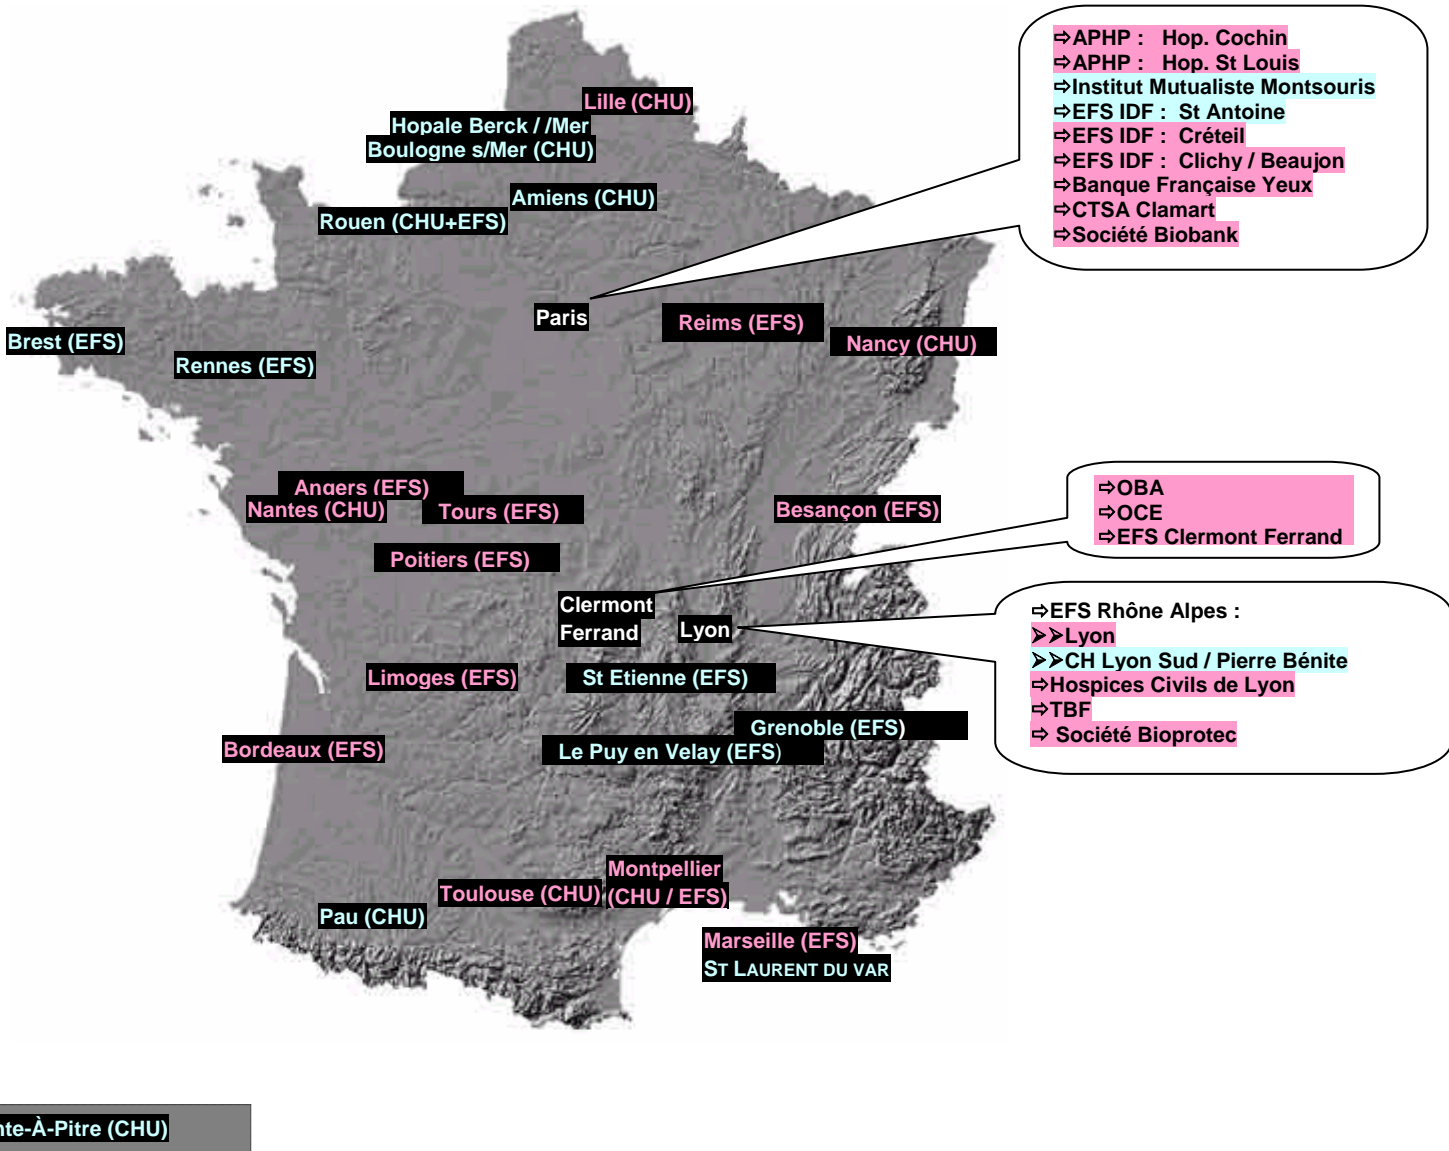 ⇨APHP : Hop. Cochin
⇨APHP : Hop. St Louis
⇨Institut Mutualiste Montsouris
⇨EFS IDF : St Antoine
⇨EFS IDF : Créteil
⇨EFS IDF : Clichy / Beaujon
⇨Banque Française Yeux
⇨CTSA Clamart
⇨Société Biobank
Lille (CHU)
Hopale Berck / /Mer
Boulogne s/Mer (CHU)
Amiens (CHU)
Rouen (CHU+EFS)
Paris
Reims (EFS)
Nancy (CHU)
Brest (EFS)
Rennes (EFS)
Angers (EFS)
Nantes (CHU)
Tours (EFS)
Besançon (EFS)
⇨OBA
⇨OCE
⇨EFS Clermont Ferrand
Poitiers (EFS)
Clermont
Ferrand
Lyon
⇨EFS Rhône Alpes :
➢➢Lyon
➢➢CH Lyon Sud / Pierre Bénite
⇨Hospices Civils de Lyon
⇨TBF
⇨ Société Bioprotec
Limoges (EFS)
St Etienne (EFS)
Grenoble (EFS)
Bordeaux (EFS)
Le Puy en Velay (EFS)
Montpellier
(CHU / EFS)
Toulouse (CHU)
Pau (CHU)
Marseille (EFS)
ST LAURENT DU VAR
nte-À-Pitre (CHU)